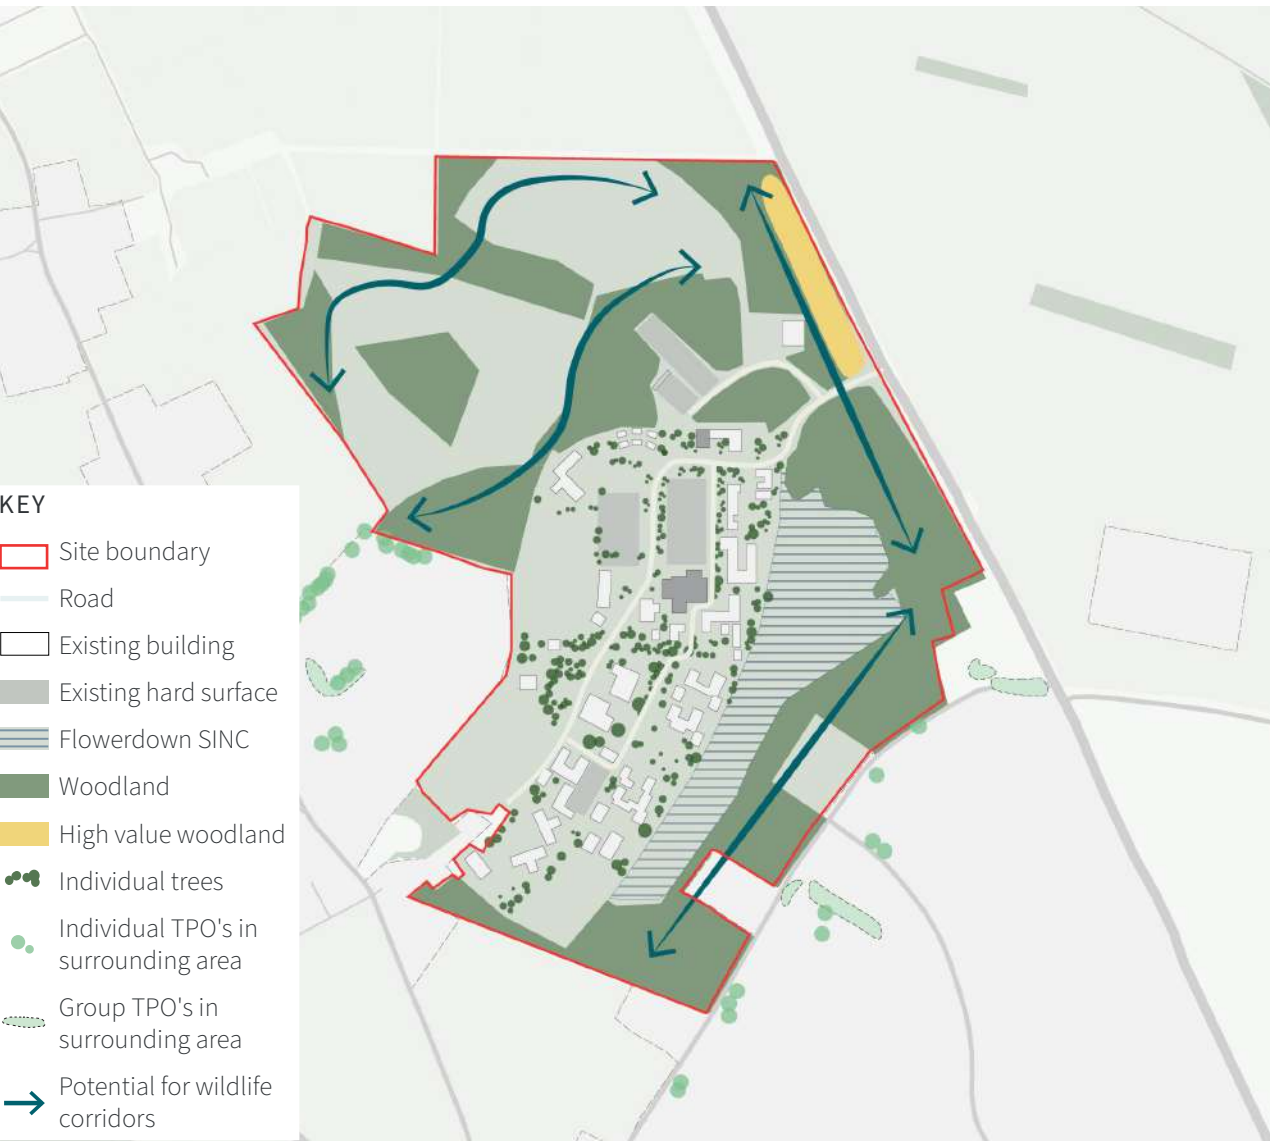 KEY
Site boundary
Road
Existing building
Existing hard surface
Flowerdown SINC
Woodland
High value woodland
Individual trees
Individual TPO's in
surrounding area
Group TPO's in
surrounding area
Potential for wildlife
corridors